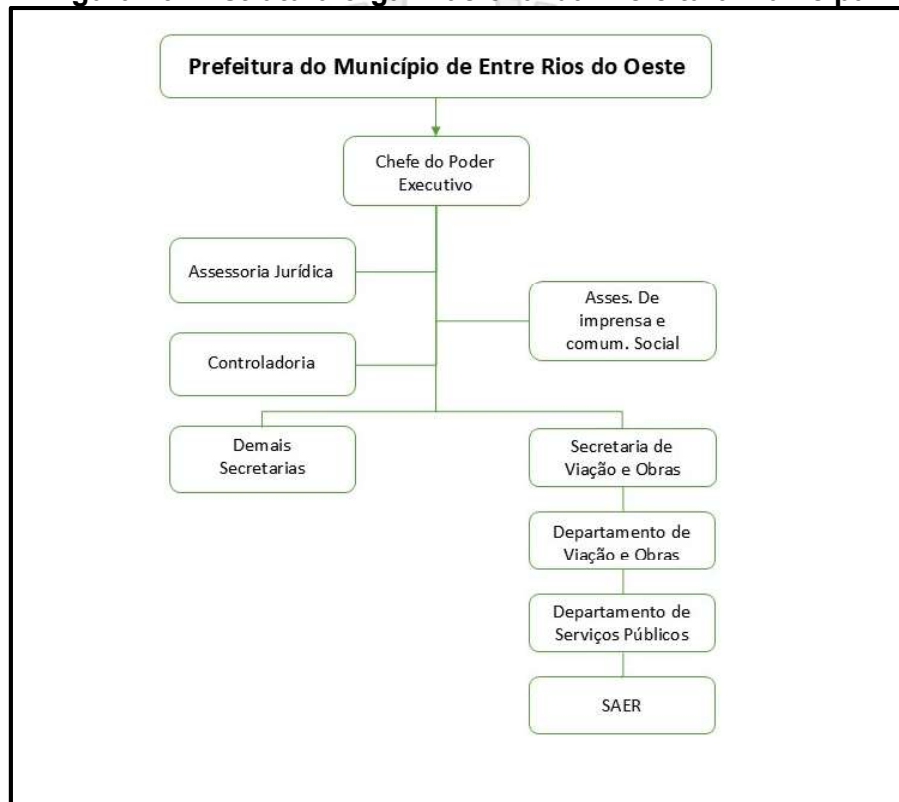 Prefeitura do Município de Entre Rios do Oeste
Chefe do Poder
Executivo
Assessoria Jurídica
Asses. De
imprensa e
comum. Social
Controladoria
Demais
Secretarias
Secretaria de
Viação e Obras
Departamento de
Viação e Obras
Departamento de
Serviços Públicos
SAER